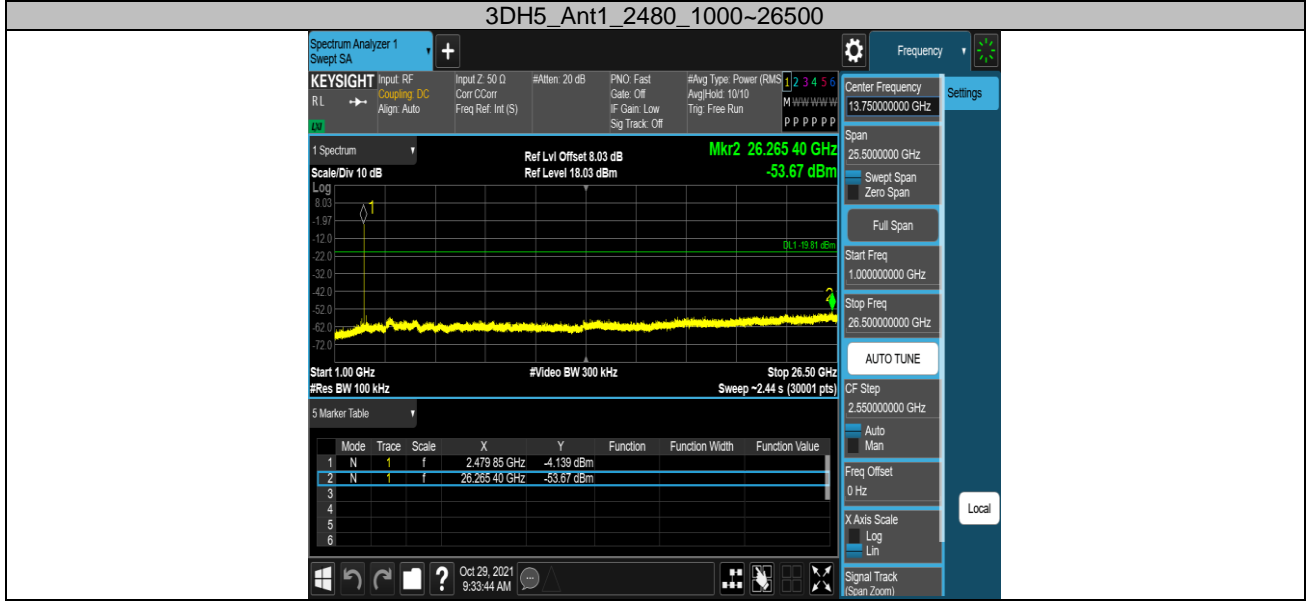 3DH5_Ant1_2480_1000~26500
Spectrum Analyzer 1
Swept SA
Frequency
KEYSIGHT
RL
LXI
Input: RF
Coupling: DC
Align: Auto
Input Z: 50 Ω
Corr CCorr
Freq Ref: Int (S)
#Atten: 20 dB
PNO: Fast
Gate: Off
IF Gain: Low
Sig Track: Off
#Avg Type: Power (RMS
Avg|Hold: 10/10
Trig: Free Run
1 2 3 4 5 6
M W W W W W
P P P P P P
1 Spectrum
Scale/Div 10 dB
Ref Lvl Offset 8.03 dB
Ref Level 18.03 dBm
Mkr2 26.265 40 GHz
-53.67 dBm
Log
8.03
-1.97
-12.0
-22.0
-32.0
-42.0
-52.0
-62.0
-72.0
1
DL1 -19.81 dBm
2
Start 1.00 GHz
#Res BW 100 kHz
#Video BW 300 kHz
Stop 26.50 GHz
Sweep ~2.44 s (30001 pts)
5 Marker Table
Mode Trace Scale X Y Function Function Width Function Value
1 N 1 f 2.479 85 GHz -4.139 dBm
2 N 1 f 26.265 40 GHz -53.67 dBm
3
4
5
6
Oct 29, 2021
9:33:44 AM
Center Frequency
13.750000000 GHz
Span
25.5000000 GHz
Swept Span
Zero Span
Full Span
Start Freq
1.000000000 GHz
Stop Freq
26.500000000 GHz
AUTO TUNE
CF Step
2.550000000 GHz
Auto
Man
Freq Offset
0 Hz
X Axis Scale
Log
Lin
Signal Track
(Span Zoom)
Settings
Local